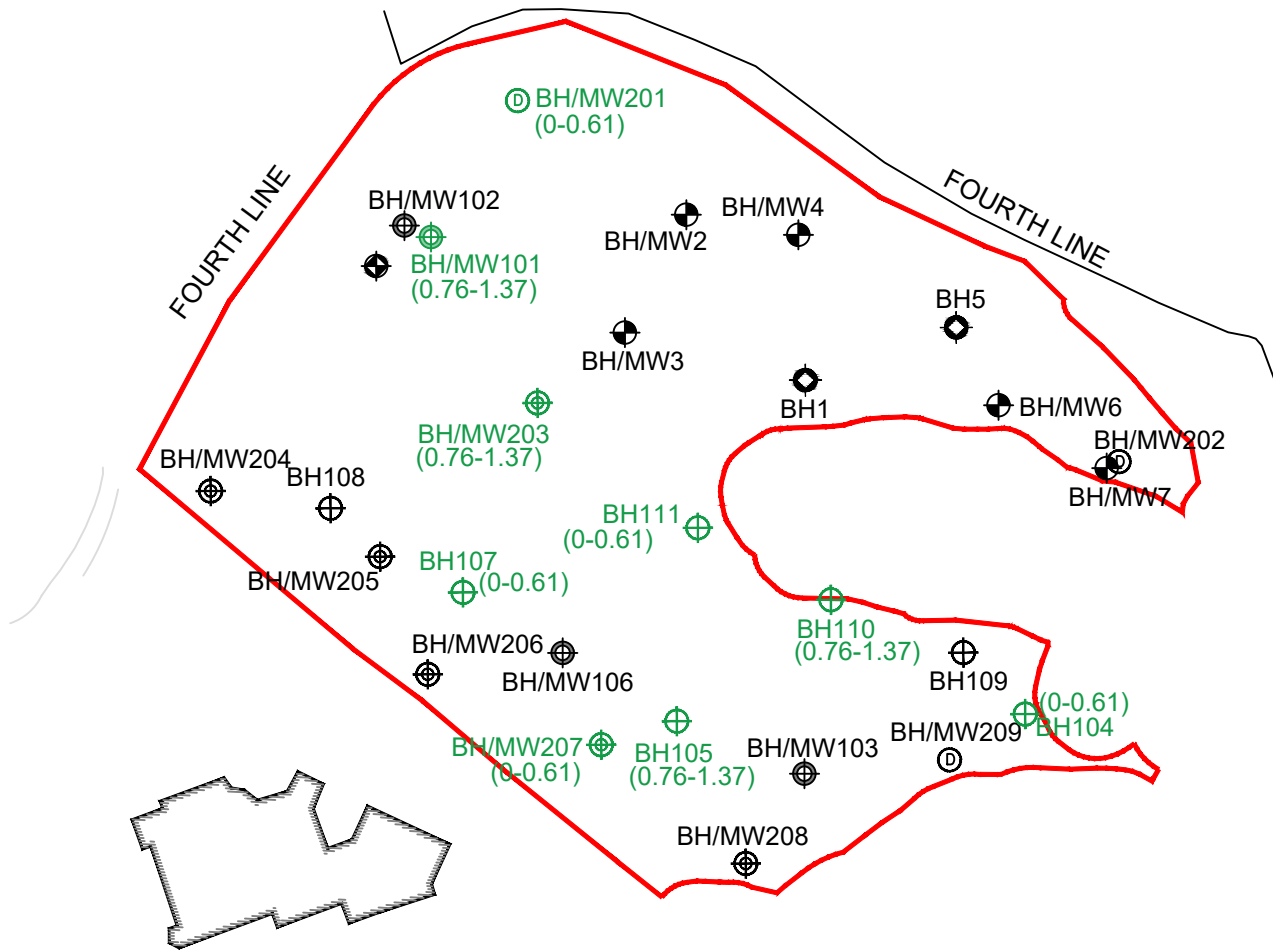 BH/MW201
(0-0.61)
FOURTH LINE
BH/MW102
BH/MW4
BH/MW2
FOURTH LINE
BH/MW101
(0.76-1.37)
BH5
BH/MW3
BH1
BH/MW6
BH/MW203
(0.76-1.37)
BH/MW202
D
BH/MW7
BH/MW204
BH108
BH111
(0-0.61)
BH/MW205
BH107
(0-0.61)
BH110
(0.76-1.37)
BH/MW206
BH/MW106
BH109
(0-0.61)
BH104
BH/MW209
D
BH/MW207
(0-0.61)
BH105
(0.76-1.37)
BH/MW103
BH/MW208
D